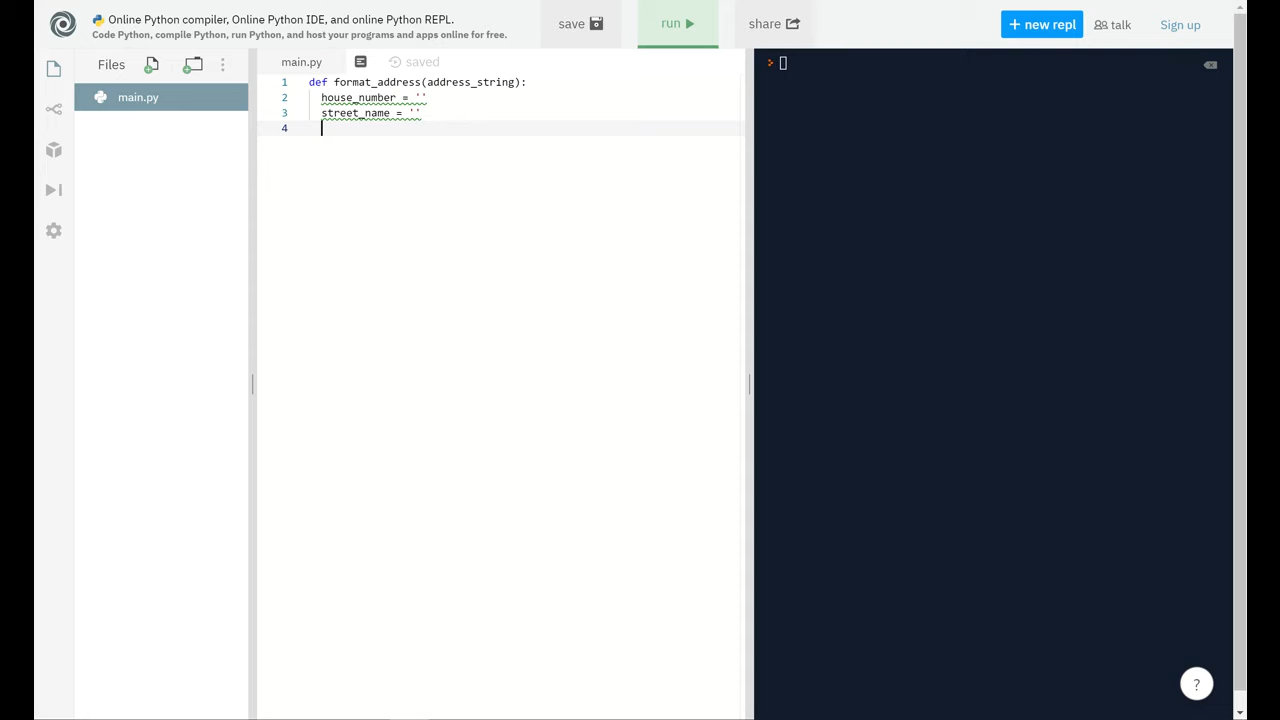 Online Python compiler, Online Python IDE, and online Python REPL.
Code Python, compile Python, run Python, and host your programs and apps online for free.
save
run
share
+ new repl
talk
Sign up
Files
main.py
saved
main.py
1 def format_address(address_string):
2 house_number = ''
3 street_name = ''
4
?